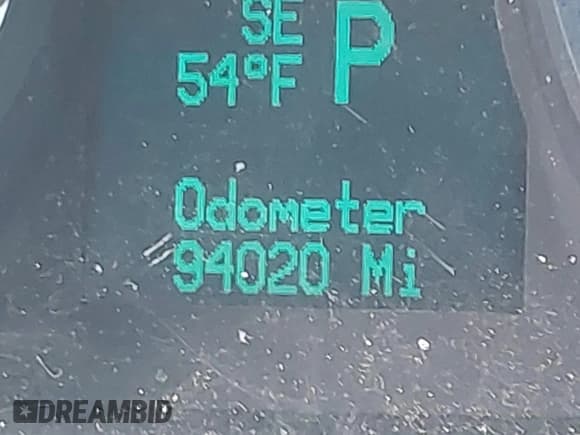 SE
54°F P
Odometer
94020 Mi
DREAMBID